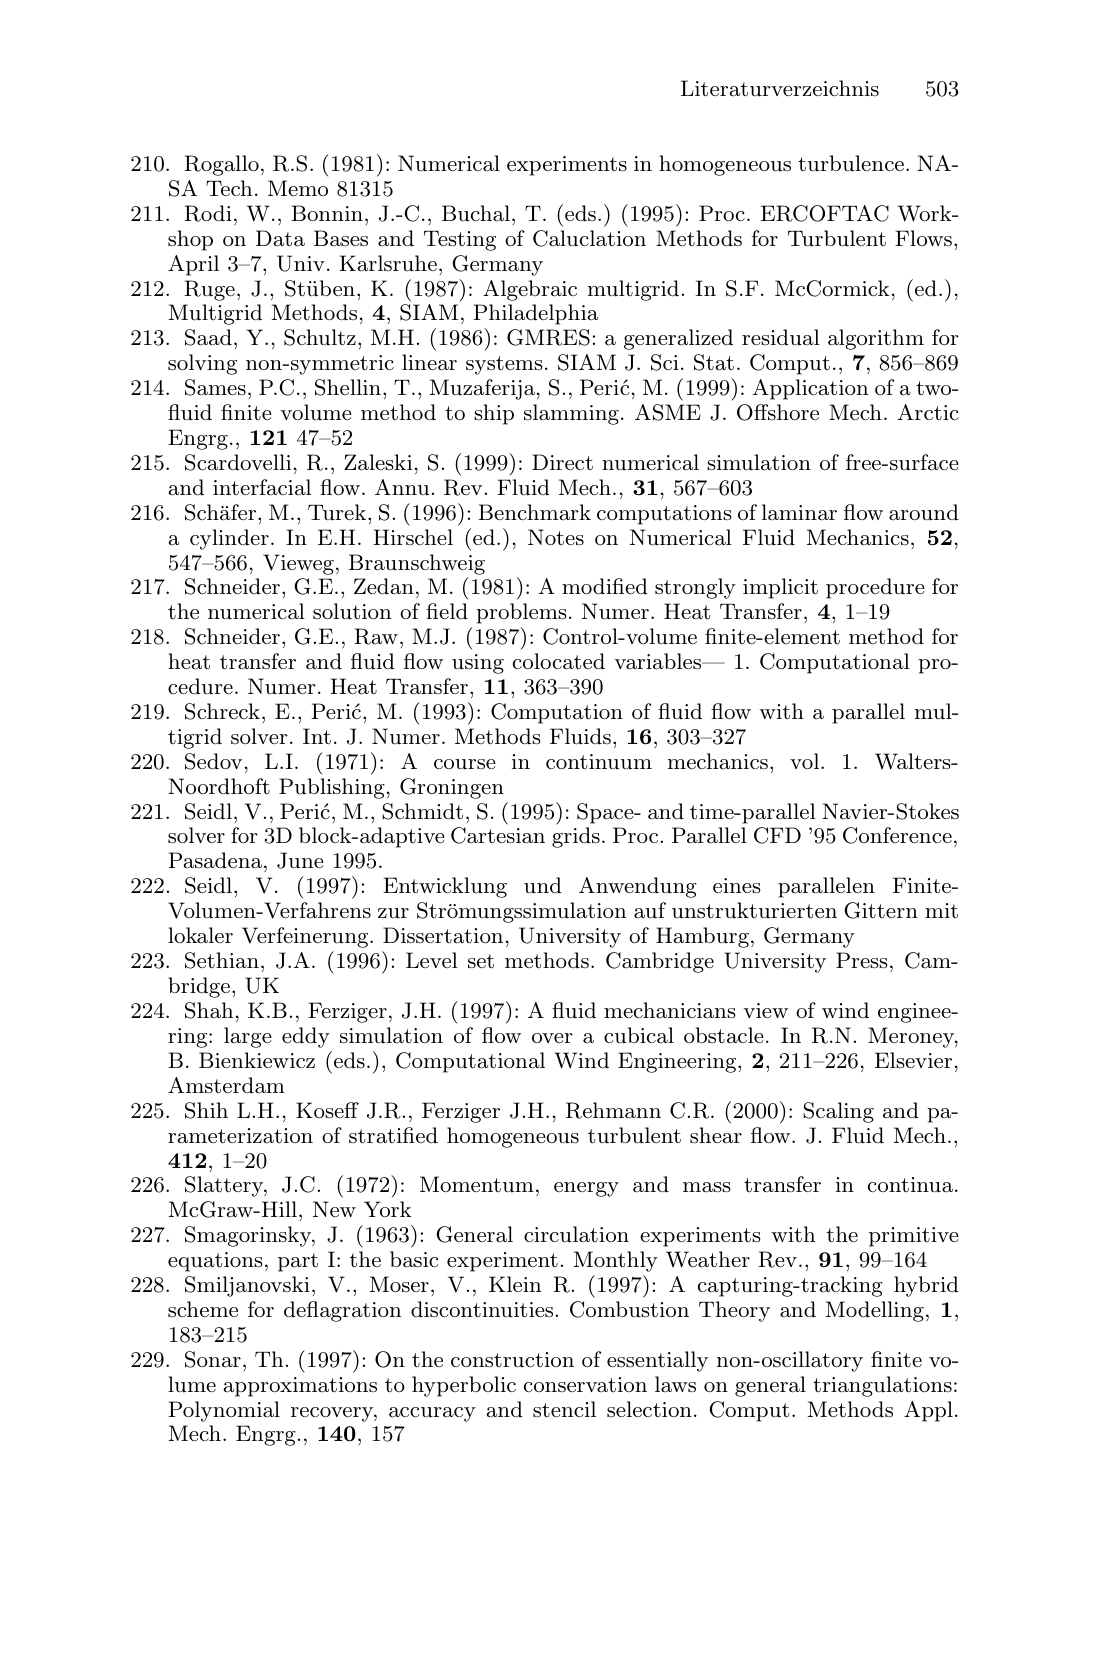 Literaturverzeichnis 503
210. Rogallo, R.S. (1981): Numerical experiments in homogeneous turbulence. NA-
SA Tech. Memo 81315
211. Rodi, W., Bonnin, J.-C., Buchal, T. (eds.) (1995): Proc. ERCOFTAC Work-
shop on Data Bases and Testing of Caluclation Methods for Turbulent Flows,
April 3–7, Univ. Karlsruhe, Germany
212. Ruge, J., Stüben, K. (1987): Algebraic multigrid. In S.F. McCormick, (ed.),
Multigrid Methods, 4, SIAM, Philadelphia
213. Saad, Y., Schultz, M.H. (1986): GMRES: a generalized residual algorithm for
solving non-symmetric linear systems. SIAM J. Sci. Stat. Comput., 7, 856–869
214. Sames, P.C., Shellin, T., Muzaferija, S., Perić, M. (1999): Application of a two-
fluid finite volume method to ship slamming. ASME J. Offshore Mech. Arctic
Engrg., 121 47–52
215. Scardovelli, R., Zaleski, S. (1999): Direct numerical simulation of free-surface
and interfacial flow. Annu. Rev. Fluid Mech., 31, 567–603
216. Schäfer, M., Turek, S. (1996): Benchmark computations of laminar flow around
a cylinder. In E.H. Hirschel (ed.), Notes on Numerical Fluid Mechanics, 52,
547–566, Vieweg, Braunschweig
217. Schneider, G.E., Zedan, M. (1981): A modified strongly implicit procedure for
the numerical solution of field problems. Numer. Heat Transfer, 4, 1–19
218. Schneider, G.E., Raw, M.J. (1987): Control-volume finite-element method for
heat transfer and fluid flow using colocated variables— 1. Computational pro-
cedure. Numer. Heat Transfer, 11, 363–390
219. Schreck, E., Perić, M. (1993): Computation of fluid flow with a parallel mul-
tigrid solver. Int. J. Numer. Methods Fluids, 16, 303–327
220. Sedov, L.I. (1971): A course in continuum mechanics, vol. 1. Walters-
Noordhoft Publishing, Groningen
221. Seidl, V., Perić, M., Schmidt, S. (1995): Space- and time-parallel Navier-Stokes
solver for 3D block-adaptive Cartesian grids. Proc. Parallel CFD ’95 Conference,
Pasadena, June 1995.
222. Seidl, V. (1997): Entwicklung und Anwendung eines parallelen Finite-
Volumen-Verfahrens zur Strömungssimulation auf unstrukturierten Gittern mit
lokaler Verfeinerung. Dissertation, University of Hamburg, Germany
223. Sethian, J.A. (1996): Level set methods. Cambridge University Press, Cam-
bridge, UK
224. Shah, K.B., Ferziger, J.H. (1997): A fluid mechanicians view of wind enginee-
ring: large eddy simulation of flow over a cubical obstacle. In R.N. Meroney,
B. Bienkiewicz (eds.), Computational Wind Engineering, 2, 211–226, Elsevier,
Amsterdam
225. Shih L.H., Koseff J.R., Ferziger J.H., Rehmann C.R. (2000): Scaling and pa-
rameterization of stratified homogeneous turbulent shear flow. J. Fluid Mech.,
412, 1–20
226. Slattery, J.C. (1972): Momentum, energy and mass transfer in continua.
McGraw-Hill, New York
227. Smagorinsky, J. (1963): General circulation experiments with the primitive
equations, part I: the basic experiment. Monthly Weather Rev., 91, 99–164
228. Smiljanovski, V., Moser, V., Klein R. (1997): A capturing-tracking hybrid
scheme for deflagration discontinuities. Combustion Theory and Modelling, 1,
183–215
229. Sonar, Th. (1997): On the construction of essentially non-oscillatory finite vo-
lume approximations to hyperbolic conservation laws on general triangulations:
Polynomial recovery, accuracy and stencil selection. Comput. Methods Appl.
Mech. Engrg., 140, 157